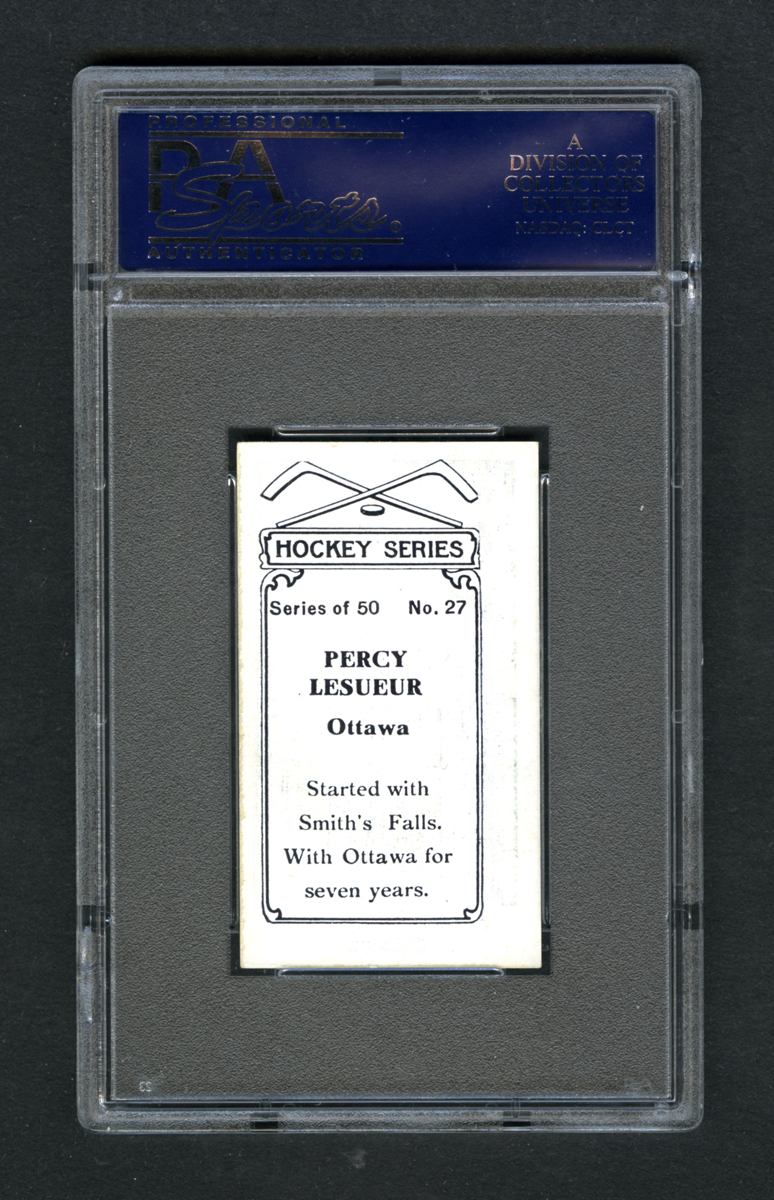 PROFESSIONAL
PSA
Sports
AUTHENTICATOR
A
DIVISION OF
COLLECTORS
UNIVERSE
NASDAQ: CLCT
HOCKEY SERIES
Series of 50 No. 27
PERCY
LESUEUR
Ottawa
Started with
Smith's Falls.
With Ottawa for
seven years.
23